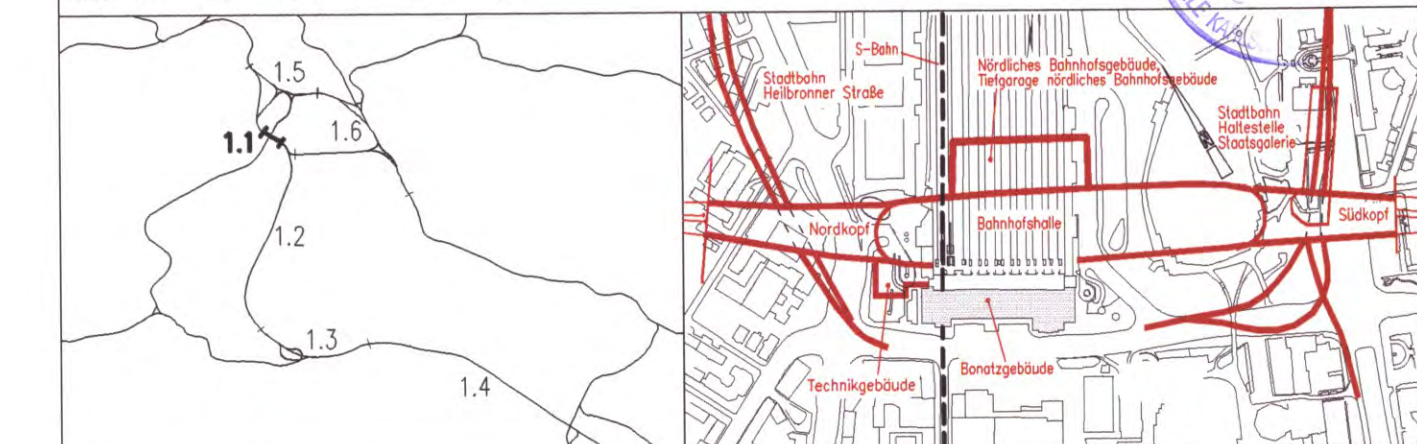 1.5
1.6
1.1
1.2
1.3
1.4
S-Bahn
Nördliches Bahnhofsgebäude,
Tiefgarage nördliches Bahnhofsgebäude
Stadtbahn
Heilbronner Straße
Stadtbahn
Haltestelle
Staatsgalerie
Nordkopf
Bahnhofshalle
Südkopf
Technikgebäude
Bonatzgebäude